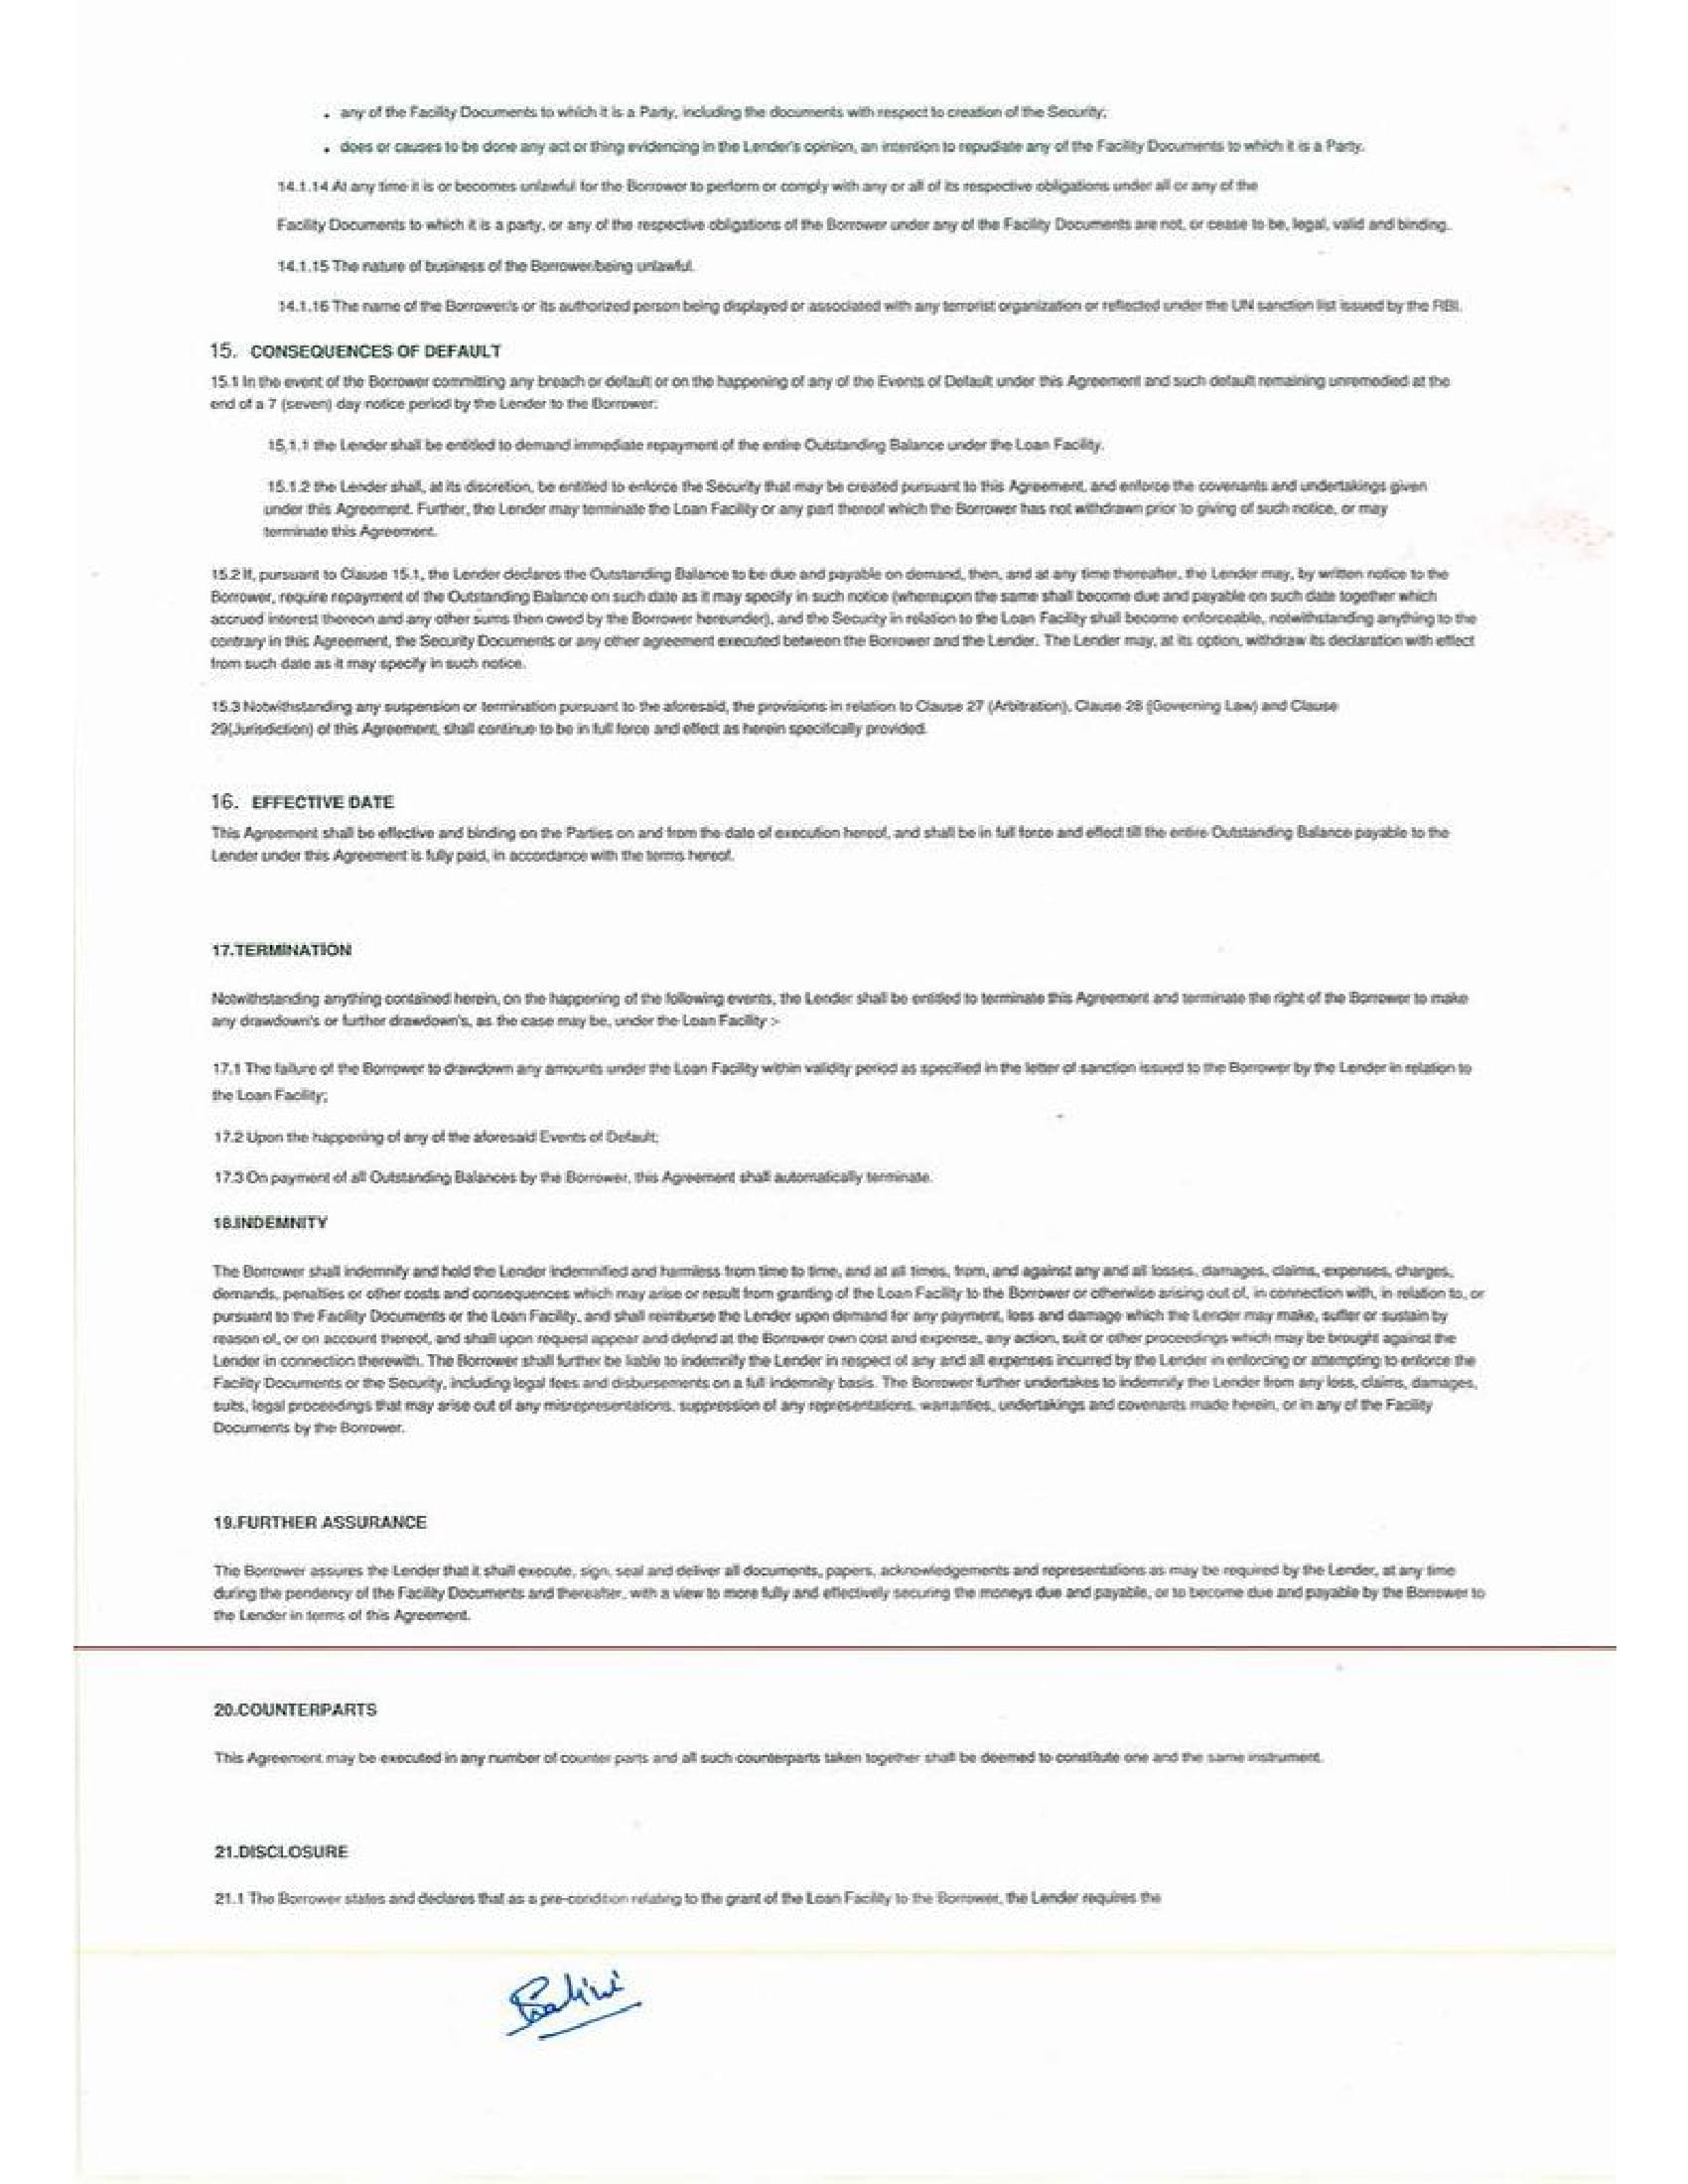 • any of the Facility Documents to which it is a Party, including the documents with respect to creation of the Security;
• does or causes to be done any act or thing evidencing in the Lender's opinion, an intention to repudiate any of the Facility Documents to which it is a Party.
14.1.14 At any time it is or becomes unlawful for the Borrower to perform or comply with any or all of its respective obligations under all or any of the
Facility Documents to which it is a party, or any of the respective obligations of the Borrower under any of the Facility Documents are not, or cease to be, legal, valid and binding.
14.1.15 The nature of business of the Borrower/being unlawful.
14.1.16 The name of the Borrower/s or its authorized person being displayed or associated with any terrorist organization or reflected under the UN sanction list issued by the RBI.
15. CONSEQUENCES OF DEFAULT
15.1 In the event of the Borrower committing any breach or default or on the happening of any of the Events of Default under this Agreement and such default remaining unremedied at the
end of a 7 (seven) day notice period by the Lender to the Borrower:
15,1.1 the Lender shall be entitled to demand immediate repayment of the entire Outstanding Balance under the Loan Facility.
15.1.2 the Lender shall, at its discretion, be entitled to enforce the Security that may be created pursuant to this Agreement, and enforce the covenants and undertakings given
under this Agreement. Further, the Lender may terminate the Loan Facility or any part thereof which the Borrower has not withdrawn prior to giving of such notice, or may
terminate this Agreement.
15.2 If, pursuant to Clause 15.1, the Lender declares the Outstanding Balance to be due and payable on demand, then, and at any time thereafter, the Lender may, by written notice to the
Borrower, require repayment of the Outstanding Balance on such date as it may specify in such notice (whereupon the same shall become due and payable on such date together which
accrued interest thereon and any other sums then owed by the Borrower hereunder), and the Security in relation to the Loan Facility shall become enforceable, notwithstanding anything to the
contrary in this Agreement, the Security Documents or any other agreement executed between the Borrower and the Lender. The Lender may, at its option, withdraw its declaration with effect
from such date as it may specify in such notice.
15.3 Notwithstanding any suspension or termination pursuant to the aforesaid, the provisions in relation to Clause 27 (Arbitration), Clause 28 (Governing Law) and Clause
29(Jurisdiction) of this Agreement, shall continue to be in full force and effect as herein specifically provided.
16. EFFECTIVE DATE
This Agreement shall be effective and binding on the Parties on and from the date of execution hereof, and shall be in full force and effect till the entire Outstanding Balance payable to the
Lender under this Agreement is fully paid, in accordance with the terms hereof.
17.TERMINATION
Notwithstanding anything contained herein, on the happening of the following events, the Lender shall be entitled to terminate this Agreement and terminate the right of the Borrower to make
any drawdown's or further drawdown's, as the case may be, under the Loan Facility :-
17.1 The failure of the Borrower to drawdown any amounts under the Loan Facility within validity period as specified in the letter of sanction issued to the Borrower by the Lender in relation to
the Loan Facility;
17.2 Upon the happening of any of the aforesaid Events of Default;
17.3 On payment of all Outstanding Balances by the Borrower, this Agreement shall automatically terminate.
18.INDEMNITY
The Borrower shall indemnify and hold the Lender indemnified and harmless from time to time, and at all times, from, and against any and all losses, damages, claims, expenses, charges,
demands, penalties or other costs and consequences which may arise or result from granting of the Loan Facility to the Borrower or otherwise arising out of, in connection with, in relation to, or
pursuant to the Facility Documents or the Loan Facility, and shall reimburse the Lender upon demand for any payment, loss and damage which the Lender may make, suffer or sustain by
reason of, or on account thereof, and shall upon request appear and defend at the Borrower own cost and expense, any action, suit or other proceedings which may be brought against the
Lender in connection therewith. The Borrower shall further be liable to indemnify the Lender in respect of any and all expenses incurred by the Lender in enforcing or attempting to enforce the
Facility Documents or the Security, including legal fees and disbursements on a full indemnity basis. The Borrower further undertakes to indemnify the Lender from any loss, claims, damages,
suits, legal proceedings that may arise out of any misrepresentations, suppression of any representations, warranties, undertakings and covenants made herein, or in any of the Facility
Documents by the Borrower.
19.FURTHER ASSURANCE
The Borrower assures the Lender that it shall execute, sign, seal and deliver all documents, papers, acknowledgements and representations as may be required by the Lender, at any time
during the pendency of the Facility Documents and thereafter, with a view to more fully and effectively securing the moneys due and payable, or to become due and payable by the Borrower to
the Lender in terms of this Agreement.
20.COUNTERPARTS
This Agreement may be executed in any number of counter parts and all such counterparts taken together shall be deemed to constitute one and the same instrument.
21.DISCLOSURE
21.1 The Borrower states and declares that as a pre-condition relating to the grant of the Loan Facility to the Borrower, the Lender requires the